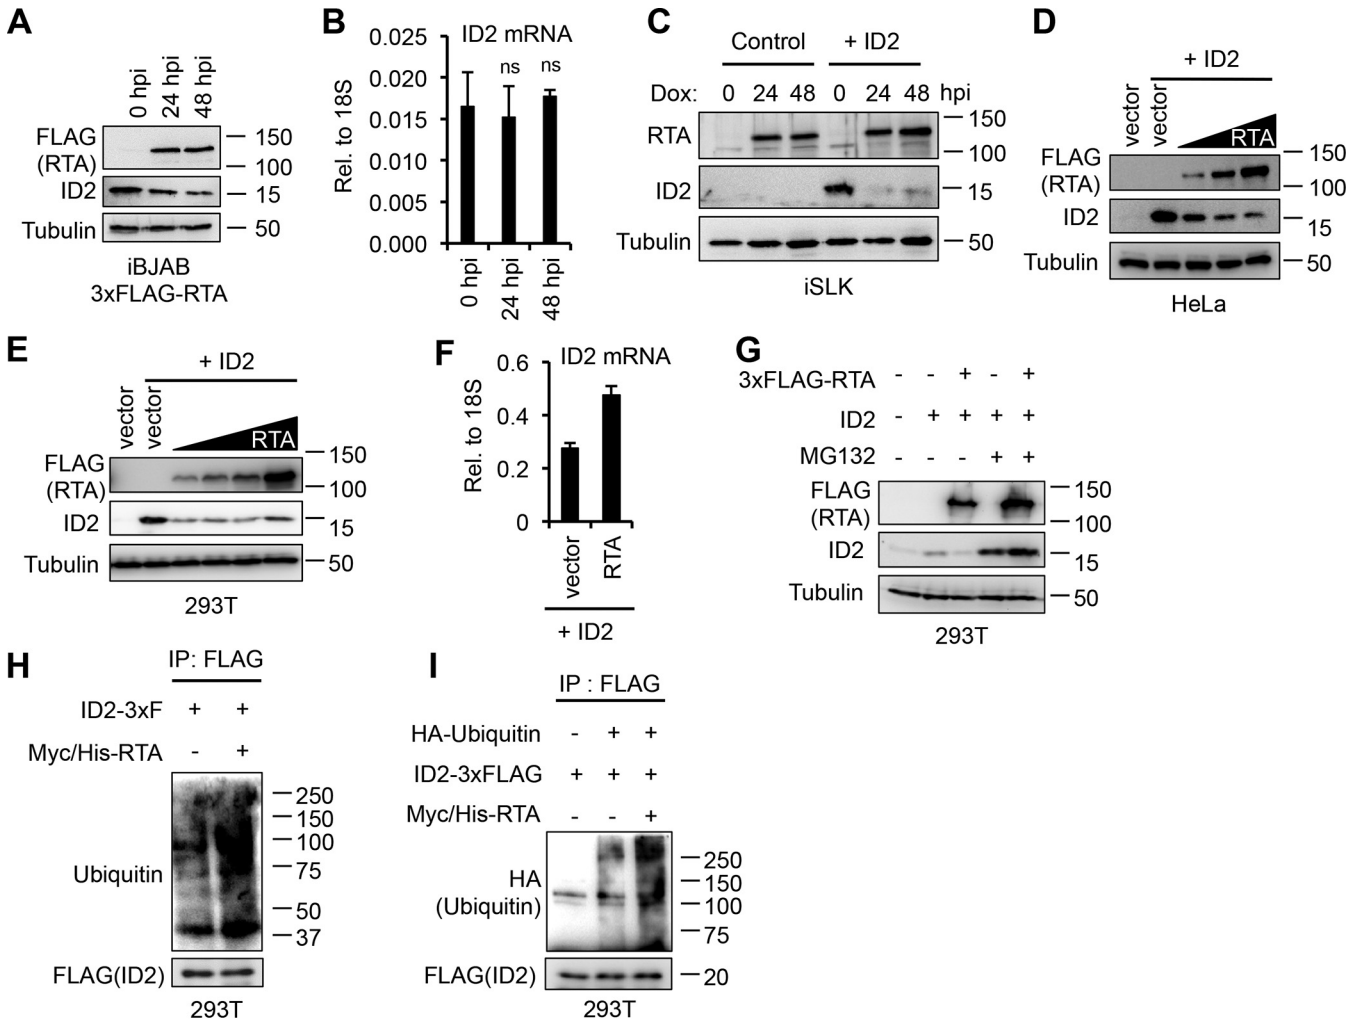 A
0 hpi
24 hpi
48 hpi
FLAG
(RTA)
150
100
ID2
15
Tubulin
50
iBJAB
3xFLAG-RTA
B
ID2 mRNA
Rel. to 18S
0.025
0.020
0.015
0.010
0.005
0.000
ns
ns
0 hpi
24 hpi
48 hpi
C
Control
+ ID2
Dox: 0 24 48 0 24 48 hpi
RTA
150
100
ID2
15
Tubulin
50
iSLK
D
+ ID2
vector
vector
RTA
FLAG
(RTA)
150
100
ID2
15
Tubulin
50
HeLa
E
+ ID2
vector
vector
RTA
FLAG
(RTA)
150
100
ID2
15
Tubulin
50
293T
F
ID2 mRNA
Rel. to 18S
0.6
0.4
0.2
0
vector
RTA
+ ID2
G
3xFLAG-RTA - - + - +
ID2 - + + + +
MG132 - - - + +
FLAG
(RTA)
150
100
ID2
15
Tubulin
50
293T
H
IP: FLAG
ID2-3xF + +
Myc/His-RTA - +
Ubiquitin
250
150
100
75
50
37
FLAG(ID2)
293T
I
IP : FLAG
HA-Ubiquitin - + +
ID2-3xFLAG + + +
Myc/His-RTA - - +
HA
(Ubiquitin)
250
150
100
75
FLAG(ID2)
20
293T